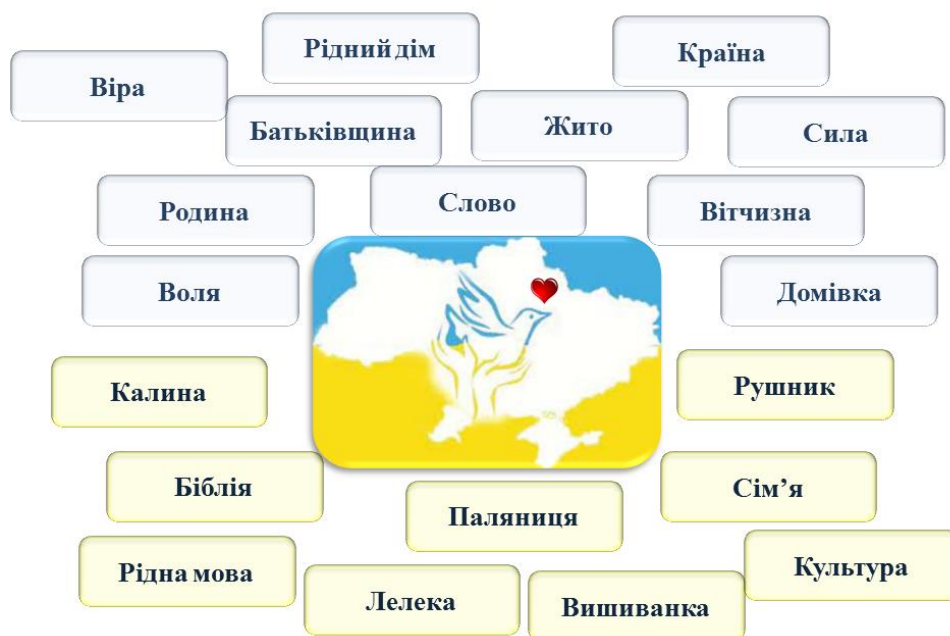 Рідний дім
Країна
Віра
Батьківщина
Жито
Сила
Родина
Слово
Вітчизна
Воля
Домівка
Калина
Рушник
Біблія
Паляниця
Сім’я
Рідна мова
Лелека
Вишиванка
Культура